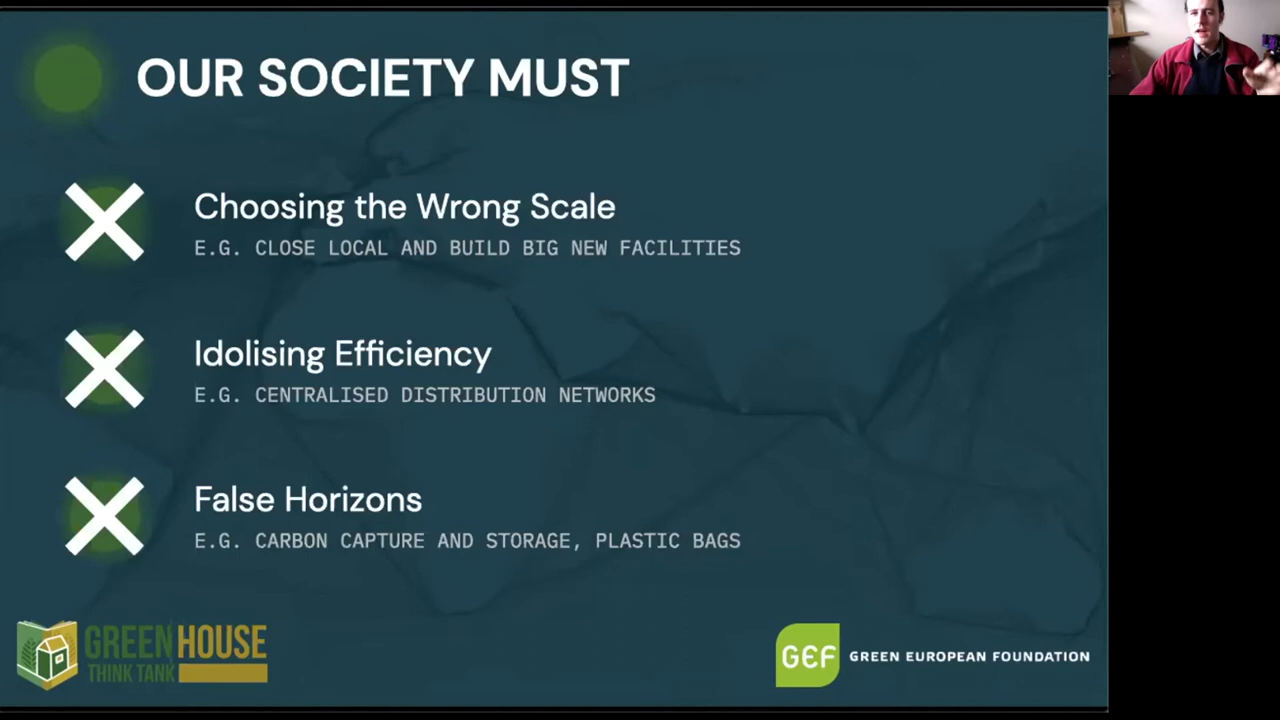 OUR SOCIETY MUST
Choosing the Wrong Scale
E.G. CLOSE LOCAL AND BUILD BIG NEW FACILITIES
Idolising Efficiency
E.G. CENTRALISED DISTRIBUTION NETWORKS
False Horizons
E.G. CARBON CAPTURE AND STORAGE, PLASTIC BAGS
GREEN HOUSE
THINK TANK
GEF GREEN EUROPEAN FOUNDATION